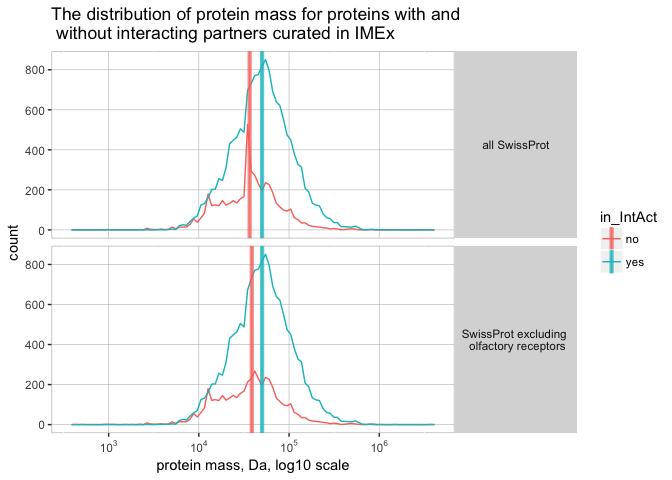 The distribution of protein mass for proteins with and
without interacting partners curated in IMEx
800
600
400
200
0
all SwissProt
800
600
400
200
0
SwissProt excluding
olfactory receptors
10³
10⁴
10⁵
10⁶
protein mass, Da, log10 scale
count
in_IntAct
no
yes